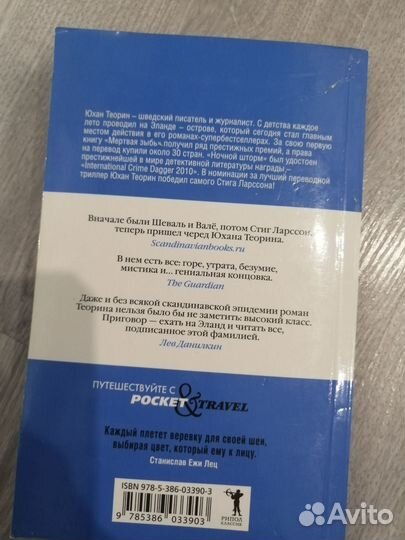 Юхан Теорин – шведский писатель и журналист. С детства каждое
лето проводил на Эланде – острове, который сегодня стал главным
местом действия в его романах-супербестселлерах. За свою первую
книгу «Мертвая зыбь» получил ряд престижных премий, а права
на перевод купили около 30 стран. «Ночной шторм» был удостоен
престижнейшей в мире детективной литературы награды –
«International Crime Dagger 2010». В номинации за лучший переводной
триллер Юхан Теорин победил самого Стига Ларссона!
Вначале были Шеваль и Валё, потом Стиг Ларссон,
теперь пришел черед Юхана Теорина.
Scandinavianbooks.ru
В нем есть все: горе, утрата, безумие,
мистика и... гениальная концовка.
The Guardian
Даже и без всякой скандинавской эпидемии роман
Теорина нельзя было бы не заметить: высокий класс.
Приговор — ехать на Эланд и читать все,
подписанное этой фамилией.
Лев Данилкин
ПУТЕШЕСТВУЙТЕ С
POCKET & TRAVEL
Каждый плетет веревку для своей шеи,
выбирая цвет, который ему к лицу.
Станислав Ежи Лец
ISBN 978-5-386-03390-3
9 785386 033903
РИПОЛ
КЛАССИК
Avito